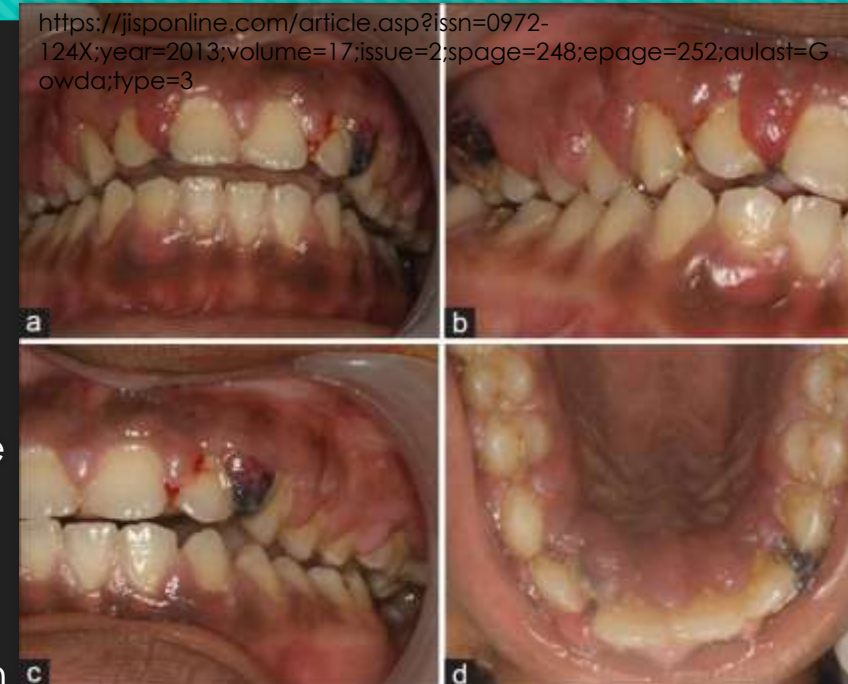 https://jisponline.com/article.asp?issn=0972-
124X;year=2013;volume=17;issue=2;spage=248;epage=252;aulast=G
owda;type=3
a
b
c
d